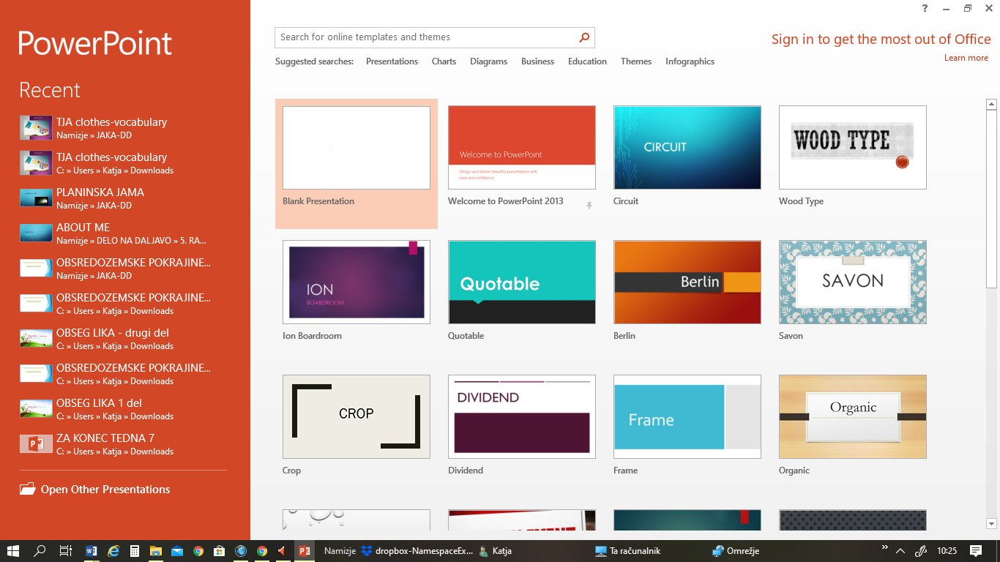 ?
PowerPoint
Search for online templates and themes
Sign in to get the most out of Office
Learn more
Suggested searches: Presentations Charts Diagrams Business Education Themes Infographics
Recent
TJA clothes-vocabulary
Namizje » JAKA-DD
TJA clothes-vocabulary
C: » Users » Katja » Downloads
PLANINSKA JAMA
Namizje » JAKA-DD
ABOUT ME
Namizje » DELO NA DALJAVO » 5. RA...
OBSREDOZEMSKE POKRAJINE...
Namizje » JAKA-DD
OBSREDOZEMSKE POKRAJINE...
C: » Users » Katja » Downloads
OBSEG LIKA - drugi del
C: » Users » Katja » Downloads
OBSREDOZEMSKE POKRAJINE...
C: » Users » Katja » Downloads
OBSEG LIKA 1 del
C: » Users » Katja » Downloads
ZA KONEC TEDNA 7
C: » Users » Katja » Downloads
Open Other Presentations
Welcome to PowerPoint
Design and deliver beautiful presentations with
ease and confidence
CIRCUIT
WOOD TYPE
Blank Presentation
Welcome to PowerPoint 2013
Circuit
Wood Type
ION
BOARDROOM
Quotable
Berlin
SAVON
Ion Boardroom
Quotable
Berlin
Savon
CROP
DIVIDEND
Frame
Organic
Crop
Dividend
Frame
Organic
Namizje
dropbox-NamespaceEx...
Katja
Ta računalnik
Omrežje
10:25